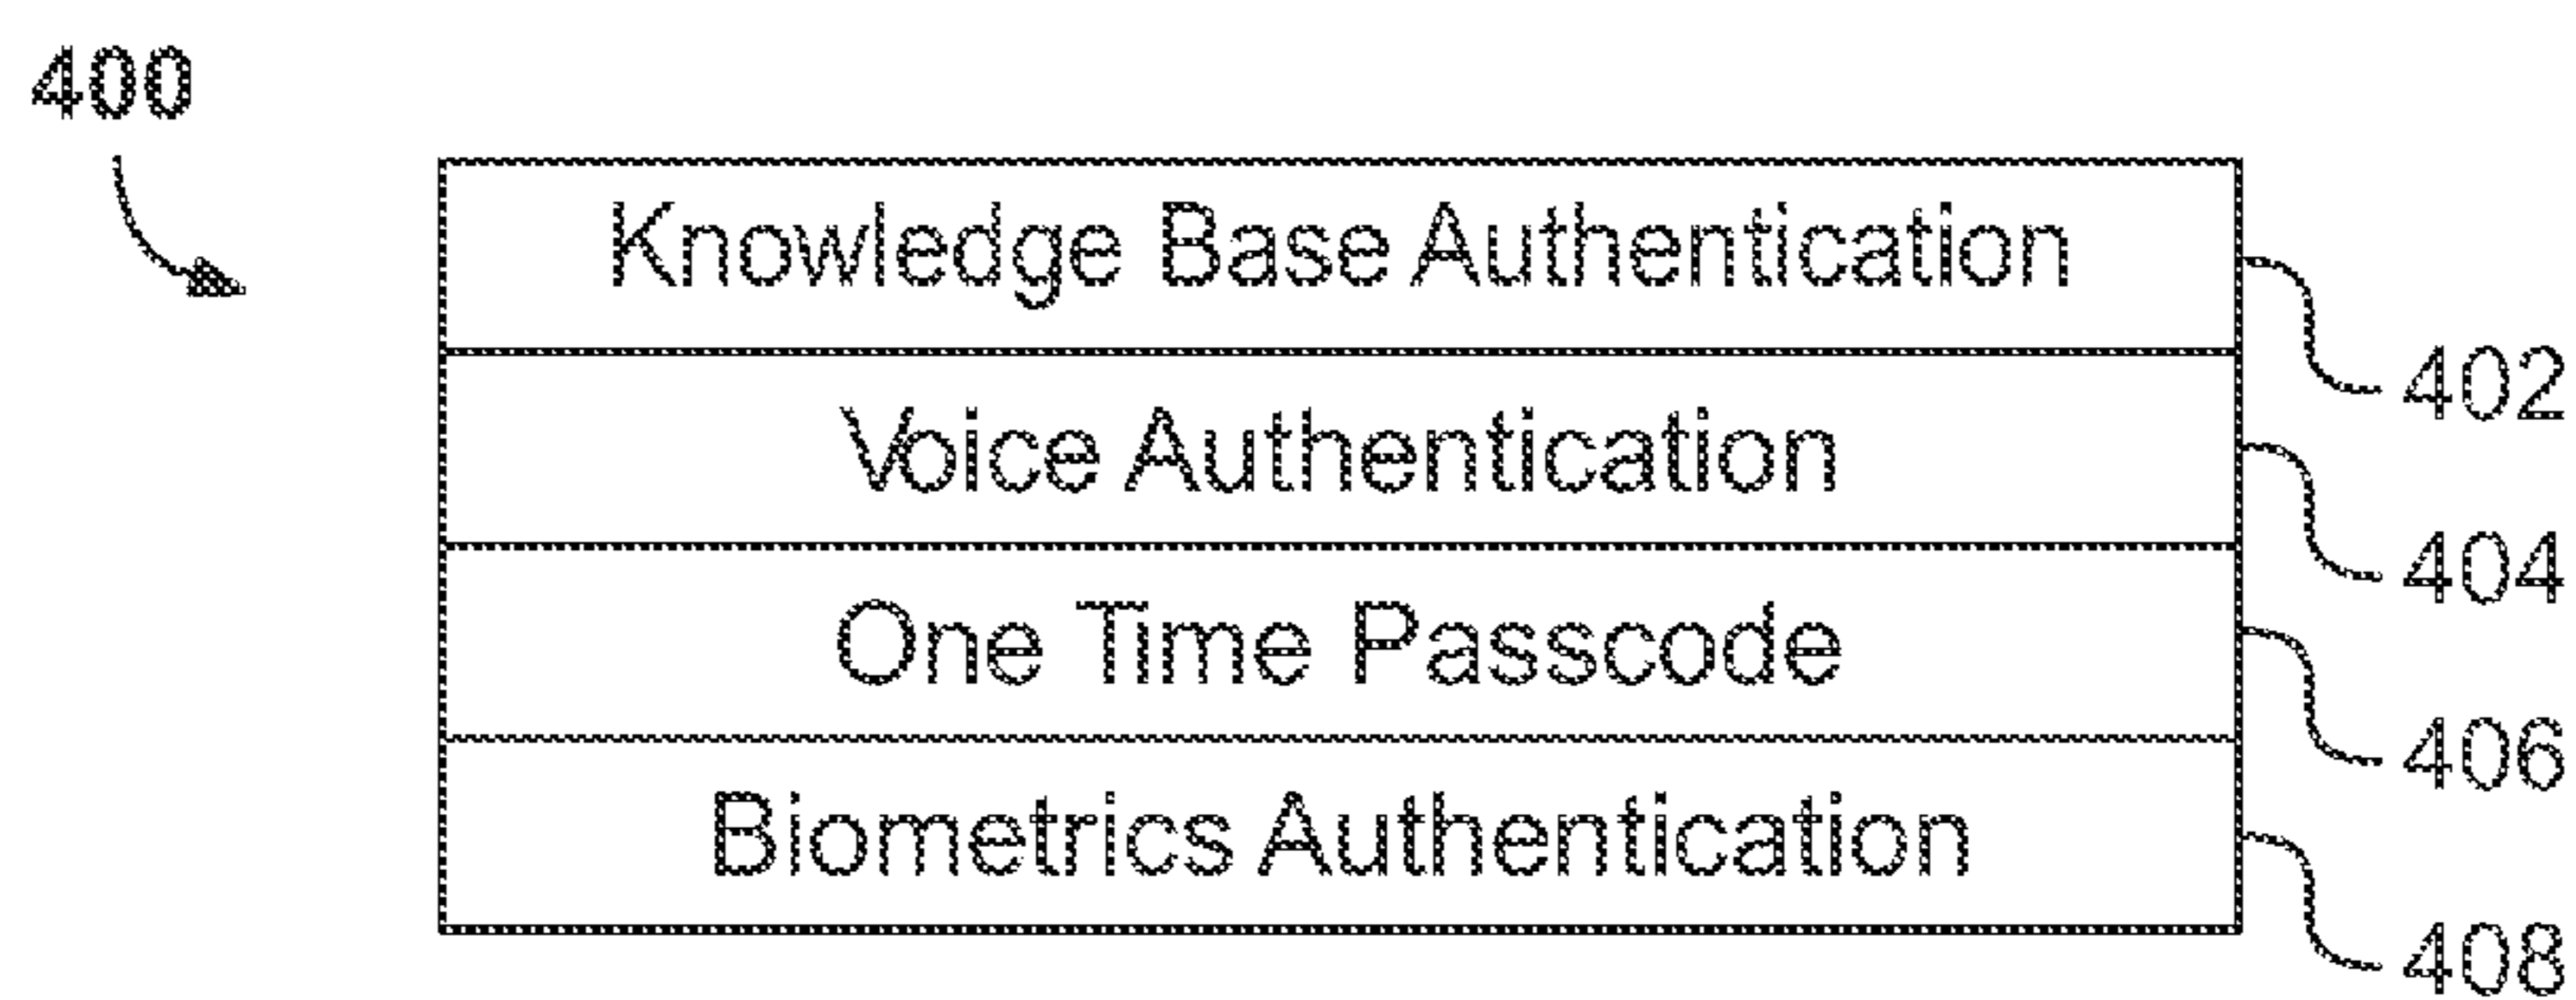 400
Knowledge Base Authentication
402
Voice Authentication
404
One Time Passcode
406
Biometrics Authentication
408